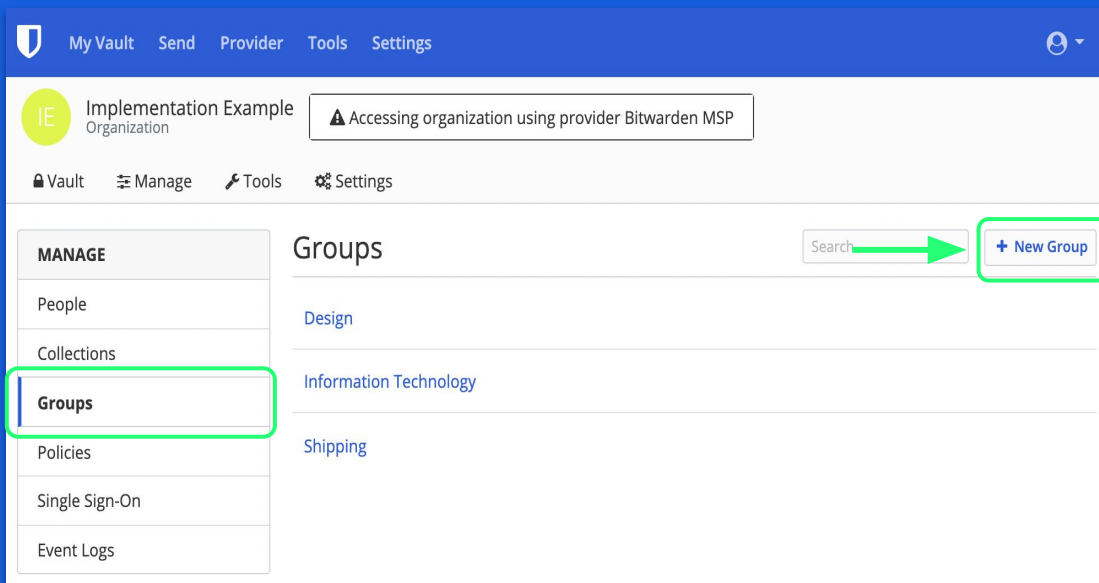 My Vault Send Provider Tools Settings
IE
Implementation Example
Organization
Accessing organization using provider Bitwarden MSP
Vault Manage Tools Settings
MANAGE
People
Collections
Groups
Policies
Single Sign-On
Event Logs
Groups
Search
+ New Group
Design
Information Technology
Shipping